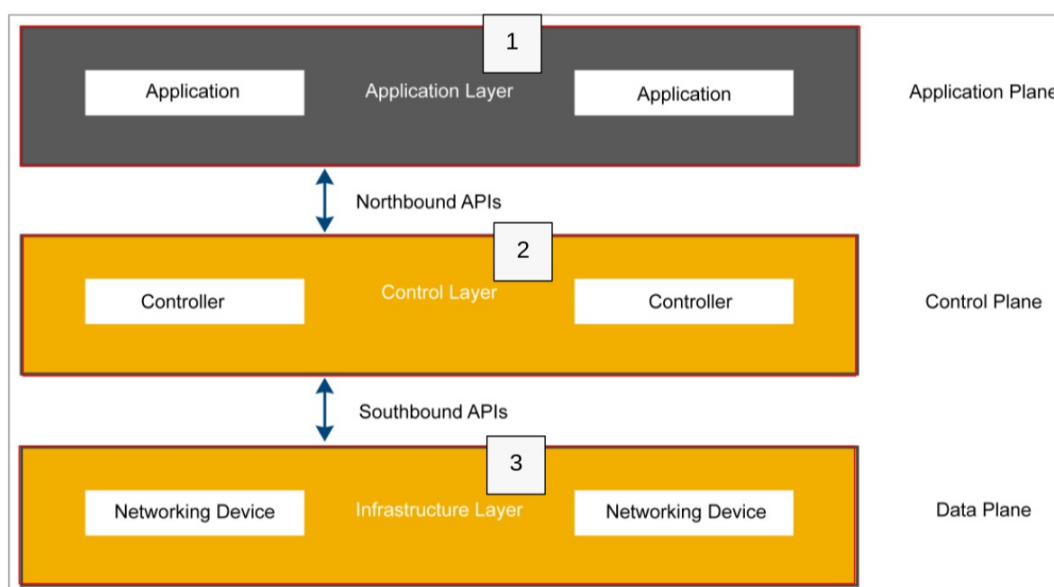 1
Application
Application Layer
Application
Application Plane
Northbound APIs
2
Controller
Control Layer
Controller
Control Plane
Southbound APIs
3
Networking Device
Infrastructure Layer
Networking Device
Data Plane